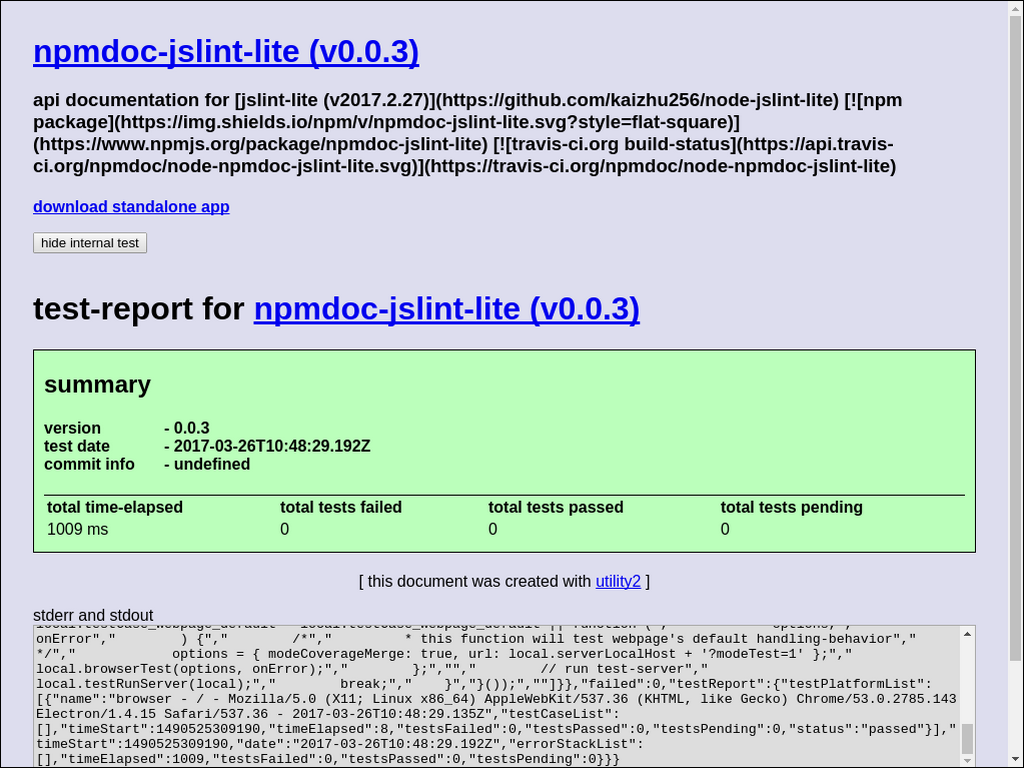 npmdoc-jslint-lite (v0.0.3)
api documentation for [jslint-lite (v2017.2.27)](https://github.com/kaizhu256/node-jslint-lite) [![npm
package](https://img.shields.io/npm/v/npmdoc-jslint-lite.svg?style=flat-square)]
(https://www.npmjs.org/package/npmdoc-jslint-lite) [![travis-ci.org build-status](https://api.travis-
ci.org/npmdoc/node-npmdoc-jslint-lite.svg)](https://travis-ci.org/npmdoc/node-npmdoc-jslint-lite)
download standalone app
hide internal test
test-report for npmdoc-jslint-lite (v0.0.3)
summary
version - 0.0.3
test date - 2017-03-26T10:48:29.192Z
commit info - undefined
total time-elapsed total tests failed total tests passed total tests pending
1009 ms 0 0 0
[ this document was created with utility2 ]
stderr and stdout
onError","        ) {","        /*","         * this function will test webpage's default handling-behavior","
*/","            options = { modeCoverageMerge: true, url: local.serverLocalHost + '?modeTest=1' };","
local.browserTest(options, onError);","        };","","        // run test-server","
local.testRunServer(local);","        break;","    }","}());",""]}},"failed":0,"testReport":{"testPlatformList":
[{"name":"browser - / - Mozilla/5.0 (X11; Linux x86_64) AppleWebKit/537.36 (KHTML, like Gecko) Chrome/53.0.2785.143
Electron/1.4.15 Safari/537.36 - 2017-03-26T10:48:29.135Z","testCaseList":
[],"timeStart":1490525309190,"timeElapsed":8,"testsFailed":0,"testsPassed":0,"testsPending":0,"status":"passed"}],"
timeStart":1490525309190,"date":"2017-03-26T10:48:29.192Z","errorStackList":
[],"timeElapsed":1009,"testsFailed":0,"testsPassed":0,"testsPending":0}}}